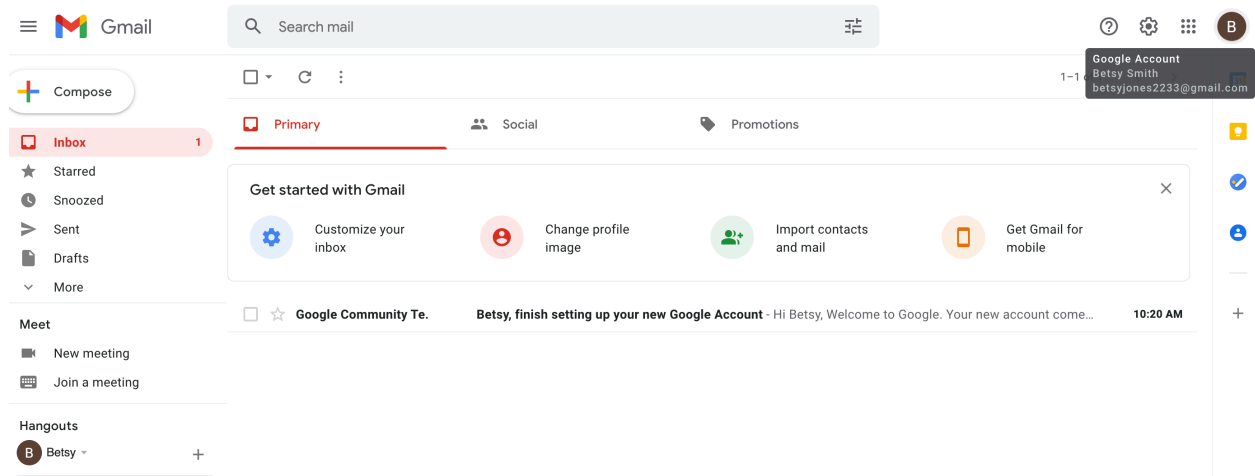 Gmail
Search mail
B
Google Account
Betsy Smith
betsyjones2233@gmail.com
Compose
1–1
Inbox 1
Primary
Social
Promotions
Starred
Snoozed
Sent
Drafts
More
Get started with Gmail
Customize your
inbox
Change profile
image
Import contacts
and mail
Get Gmail for
mobile
Google Community Te. Betsy, finish setting up your new Google Account - Hi Betsy, Welcome to Google. Your new account come… 10:20 AM
Meet
New meeting
Join a meeting
Hangouts
B Betsy